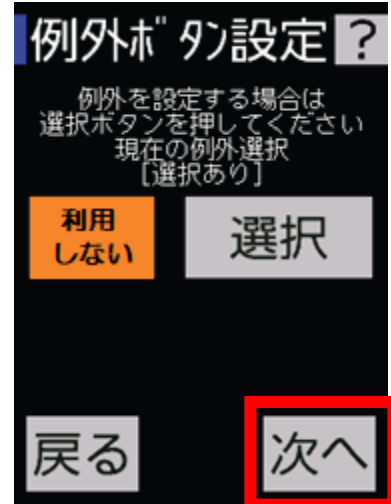 例外ボタン設定 ?
例外を設定する場合は
選択ボタンを押してください
現在の例外選択
[選択あり]
利用
しない
選択
戻る
次へ